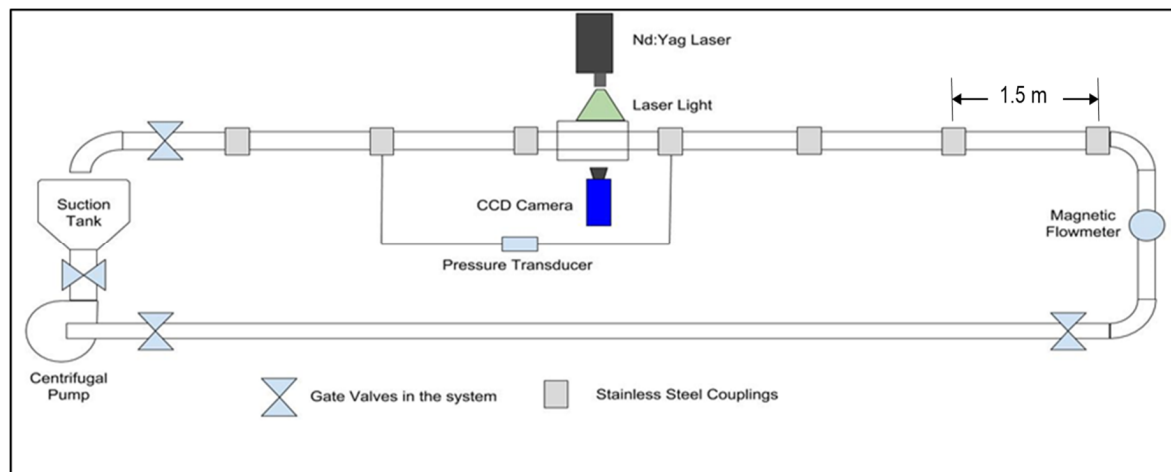 Nd:Yag Laser
Laser Light
1.5 m
Suction
Tank
CCD Camera
Magnetic
Flowmeter
Pressure Transducer
Centrifugal
Pump
Gate Valves in the system
Stainless Steel Couplings